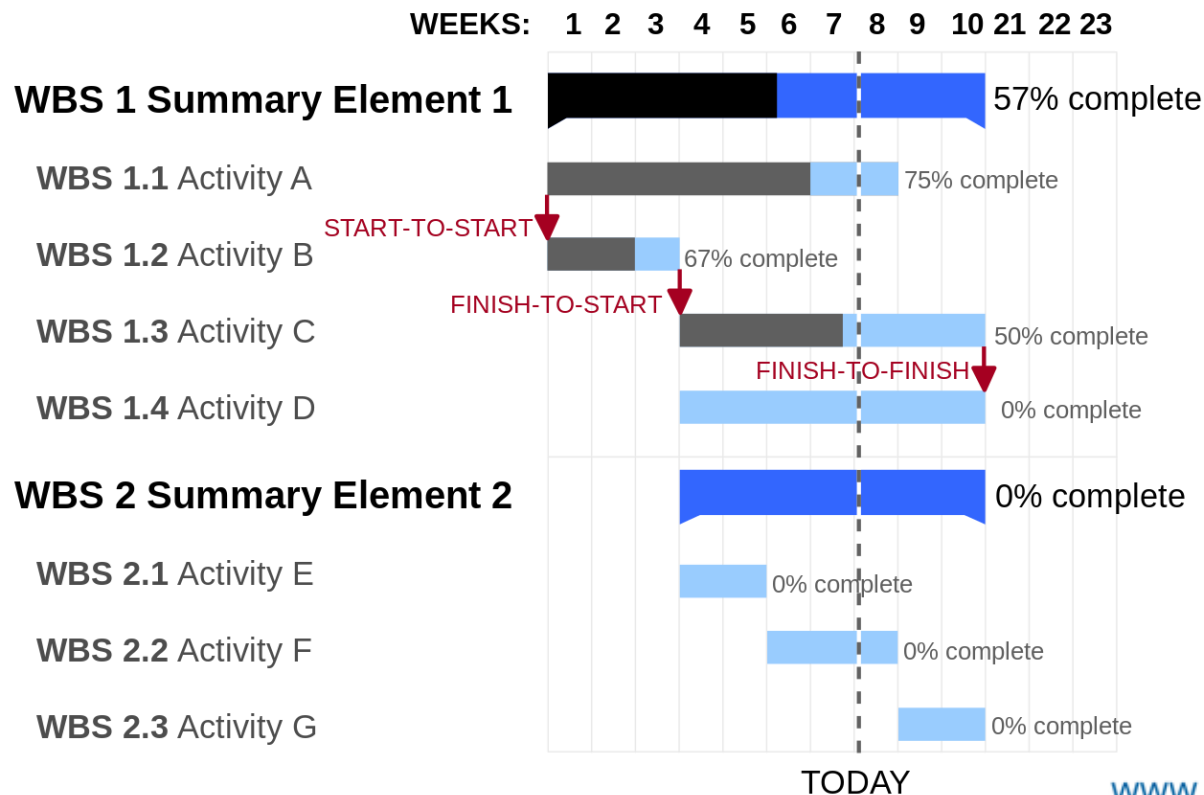 WEEKS: 1 2 3 4 5 6 7 8 9 10 21 22 23
WBS 1 Summary Element 1 57% complete
WBS 1.1 Activity A 75% complete
START-TO-START
WBS 1.2 Activity B 67% complete
FINISH-TO-START
WBS 1.3 Activity C 50% complete
FINISH-TO-FINISH
WBS 1.4 Activity D 0% complete
WBS 2 Summary Element 2 0% complete
WBS 2.1 Activity E 0% complete
WBS 2.2 Activity F 0% complete
WBS 2.3 Activity G 0% complete
TODAY
www